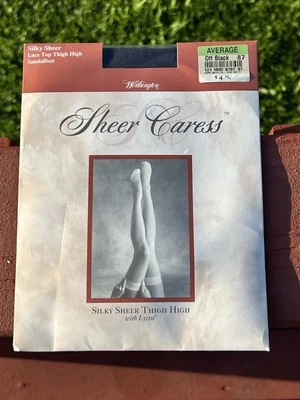 Silky Sheer
Lace Top Thigh High
Sandalfoot
AVERAGE
Off Black 87
Worthington
Sheer Caress™
SILKY SHEER THIGH HIGH
with Lycra®